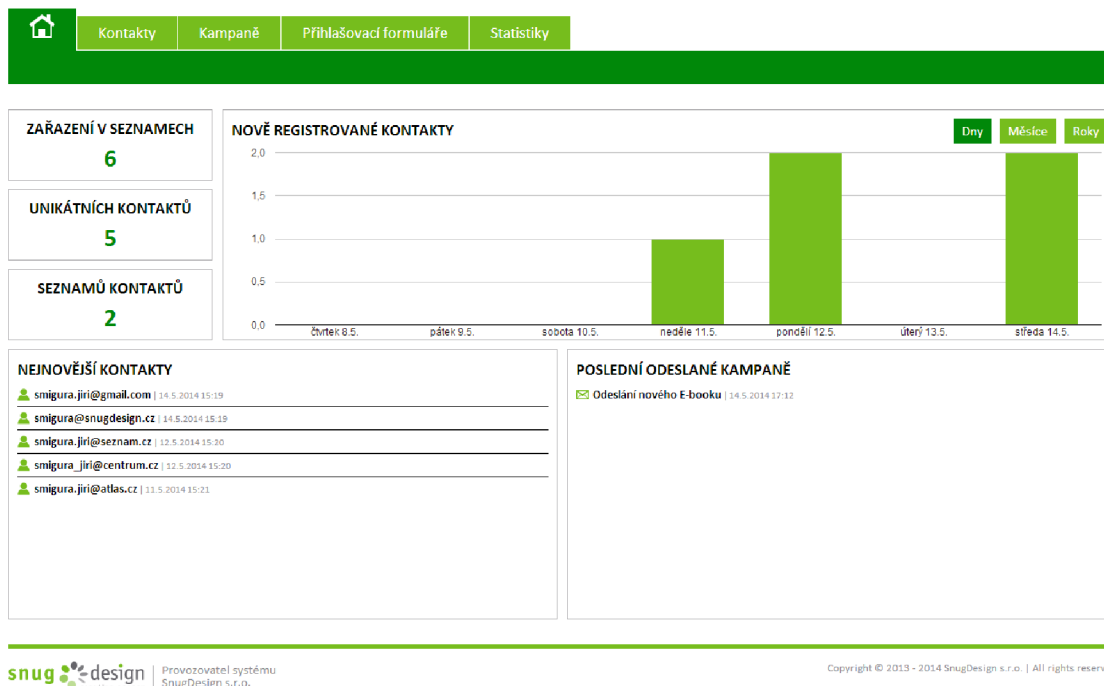 Kontakty
Kampaně
Přihlašovací formuláře
Statistiky
ZAŘAZENÍ V SEZNAMECH
6
UNIKÁTNÍCH KONTAKTŮ
5
SEZNAMŮ KONTAKTŮ
2
NOVĚ REGISTROVANÉ KONTAKTY
Dny
Měsíce
Roky
2,0
1,5
1,0
0,5
0,0
čtvrtek 8.5.
pátek 9.5.
sobota 10.5.
neděle 11.5.
pondělí 12.5.
úterý 13.5.
středa 14.5.
NEJNOVĚJŠÍ KONTAKTY
smigura.jiri@gmail.com | 14.5.2014 15:19
smigura@snugdesign.cz | 14.5.2014 15:19
smigura.jiri@seznam.cz | 12.5.2014 15:20
smigura_jiri@centrum.cz | 12.5.2014 15:20
smigura.jiri@atlas.cz | 11.5.2014 15:21
POSLEDNÍ ODESLANÉ KAMPANĚ
Odeslání nového E-booku | 14.5.2014 17:12
snug design
Provozovatel systému
SnugDesign s.r.o.
Copyright © 2013 - 2014 SnugDesign s.r.o. | All rights reserv